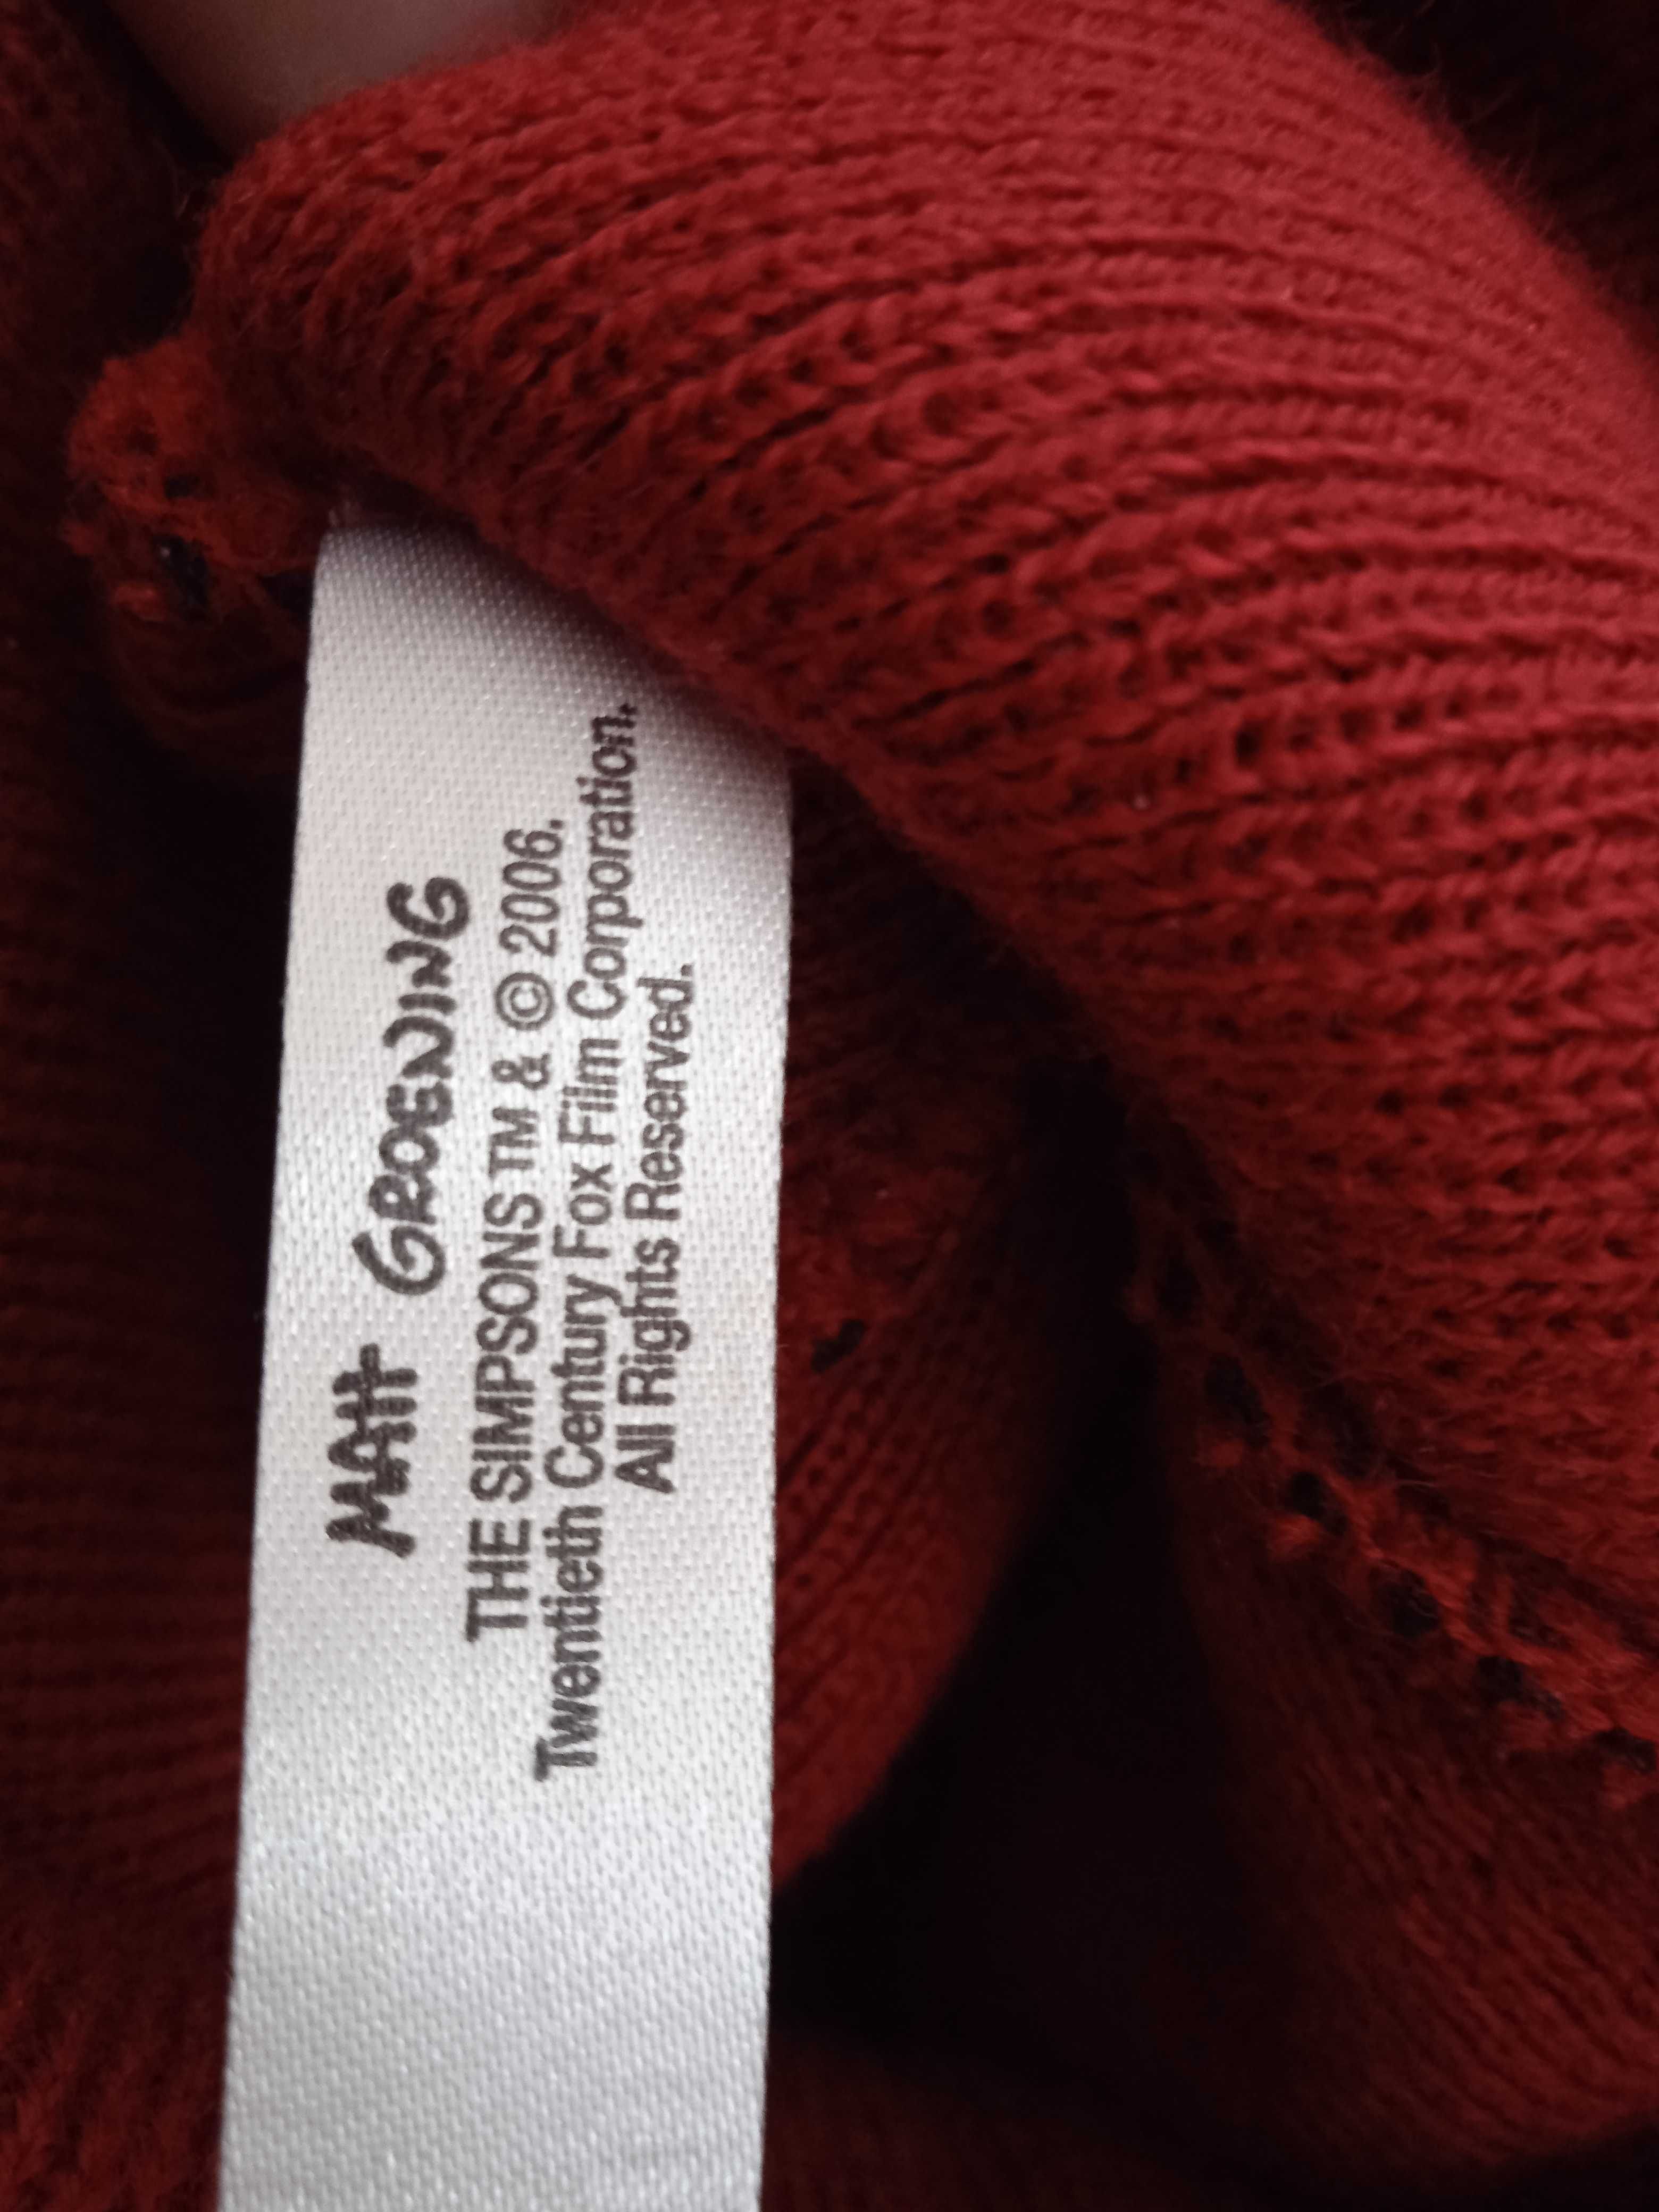 MATT GROENING
THE SIMPSONS TM & © 2006.
Twentieth Century Fox Film Corporation.
All Rights Reserved.